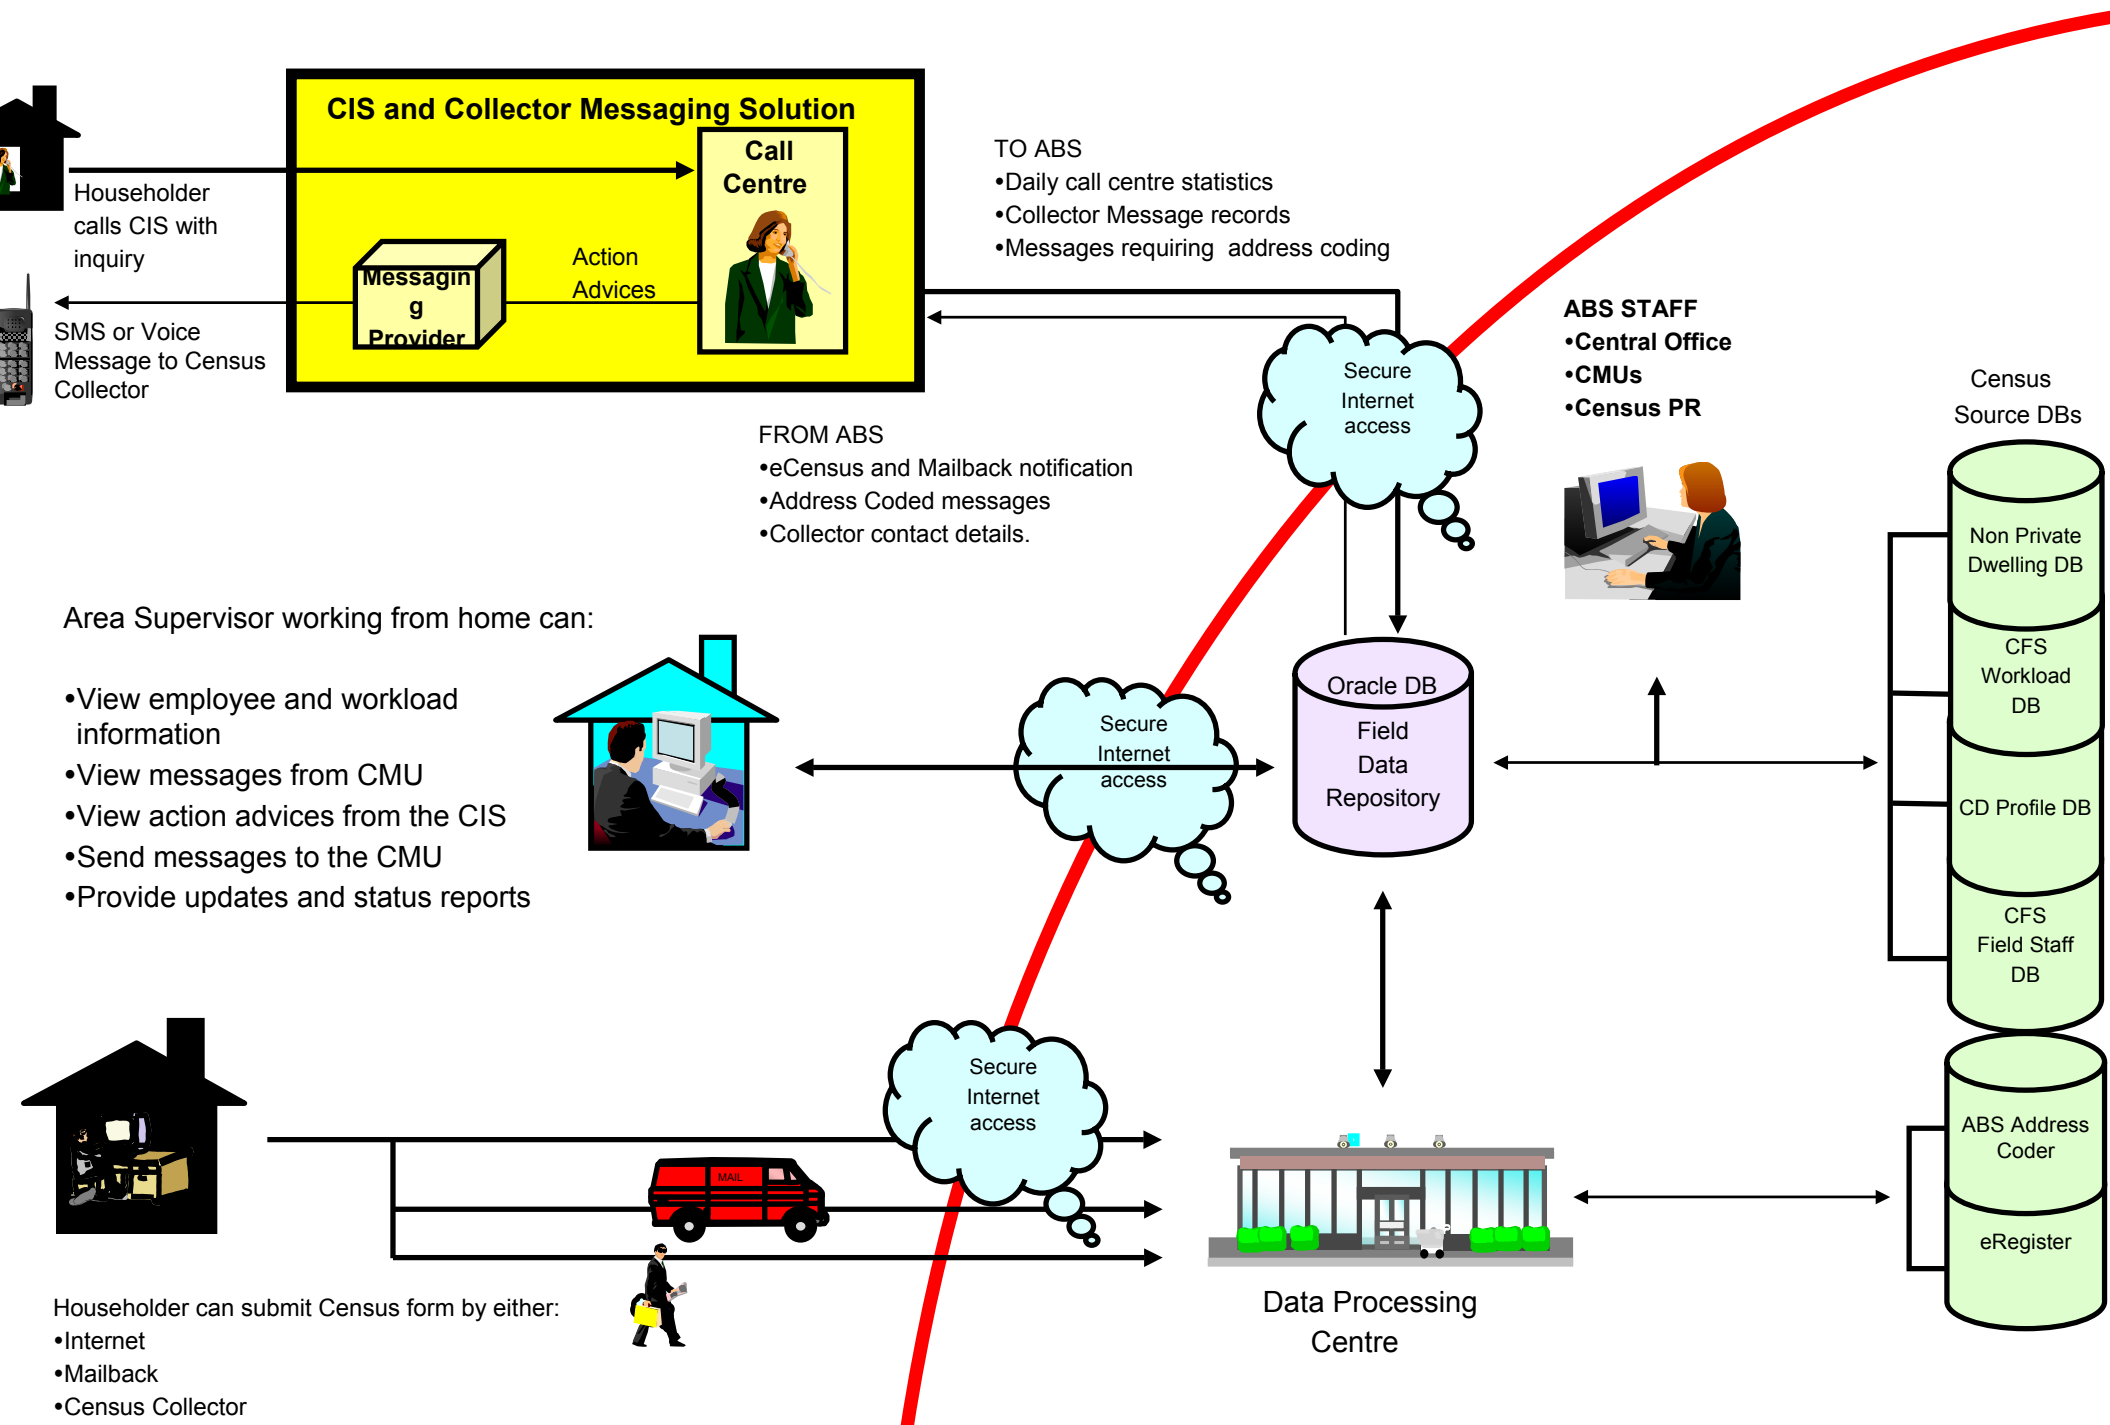 CIS and Collector Messaging Solution
Call
Centre
Householder
calls CIS with
inquiry
Action
Advices
Messagin
g
Provider
SMS or Voice
Message to Census
Collector
TO ABS
•Daily call centre statistics
•Collector Message records
•Messages requiring address coding
FROM ABS
•eCensus and Mailback notification
•Address Coded messages
•Collector contact details.
Secure
Internet
access
ABS STAFF
•Central Office
•CMUs
•Census PR
Census
Source DBs
Non Private
Dwelling DB
CFS
Workload
DB
CD Profile DB
CFS
Field Staff
DB
Area Supervisor working from home can:
•View employee and workload
information
•View messages from CMU
•View action advices from the CIS
•Send messages to the CMU
•Provide updates and status reports
Secure
Internet
access
Oracle DB
Field
Data
Repository
Secure
Internet
access
MAIL
ABS Address
Coder
eRegister
Data Processing
Centre
Householder can submit Census form by either:
•Internet
•Mailback
•Census Collector